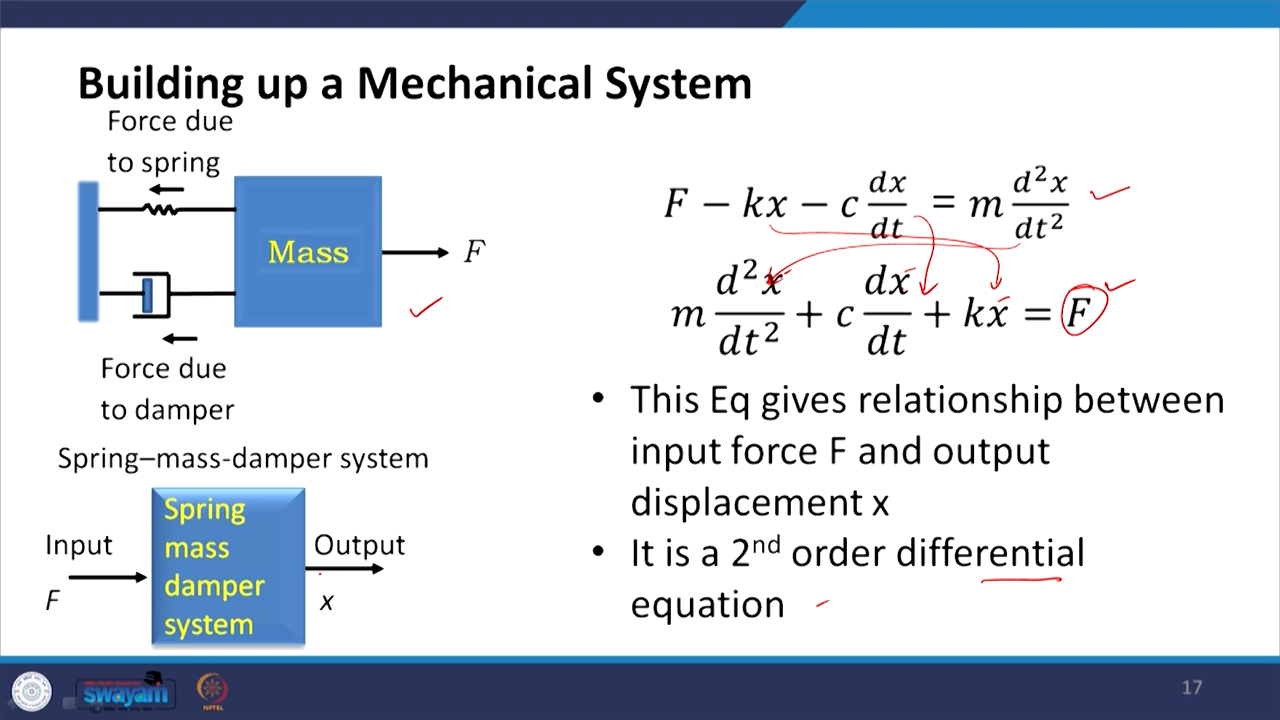 Building up a Mechanical System
Force due
to spring
Mass
F
Force due
to damper
Spring–mass-damper system
Input
F
Spring
mass
damper
system
Output
x
F − kx − c dx/dt = m d²x/dt²
m d²x/dt² + c dx/dt + kx = F
• This Eq gives relationship between
input force F and output
displacement x
• It is a 2nd order differential
equation
swayam
NPTEL
17